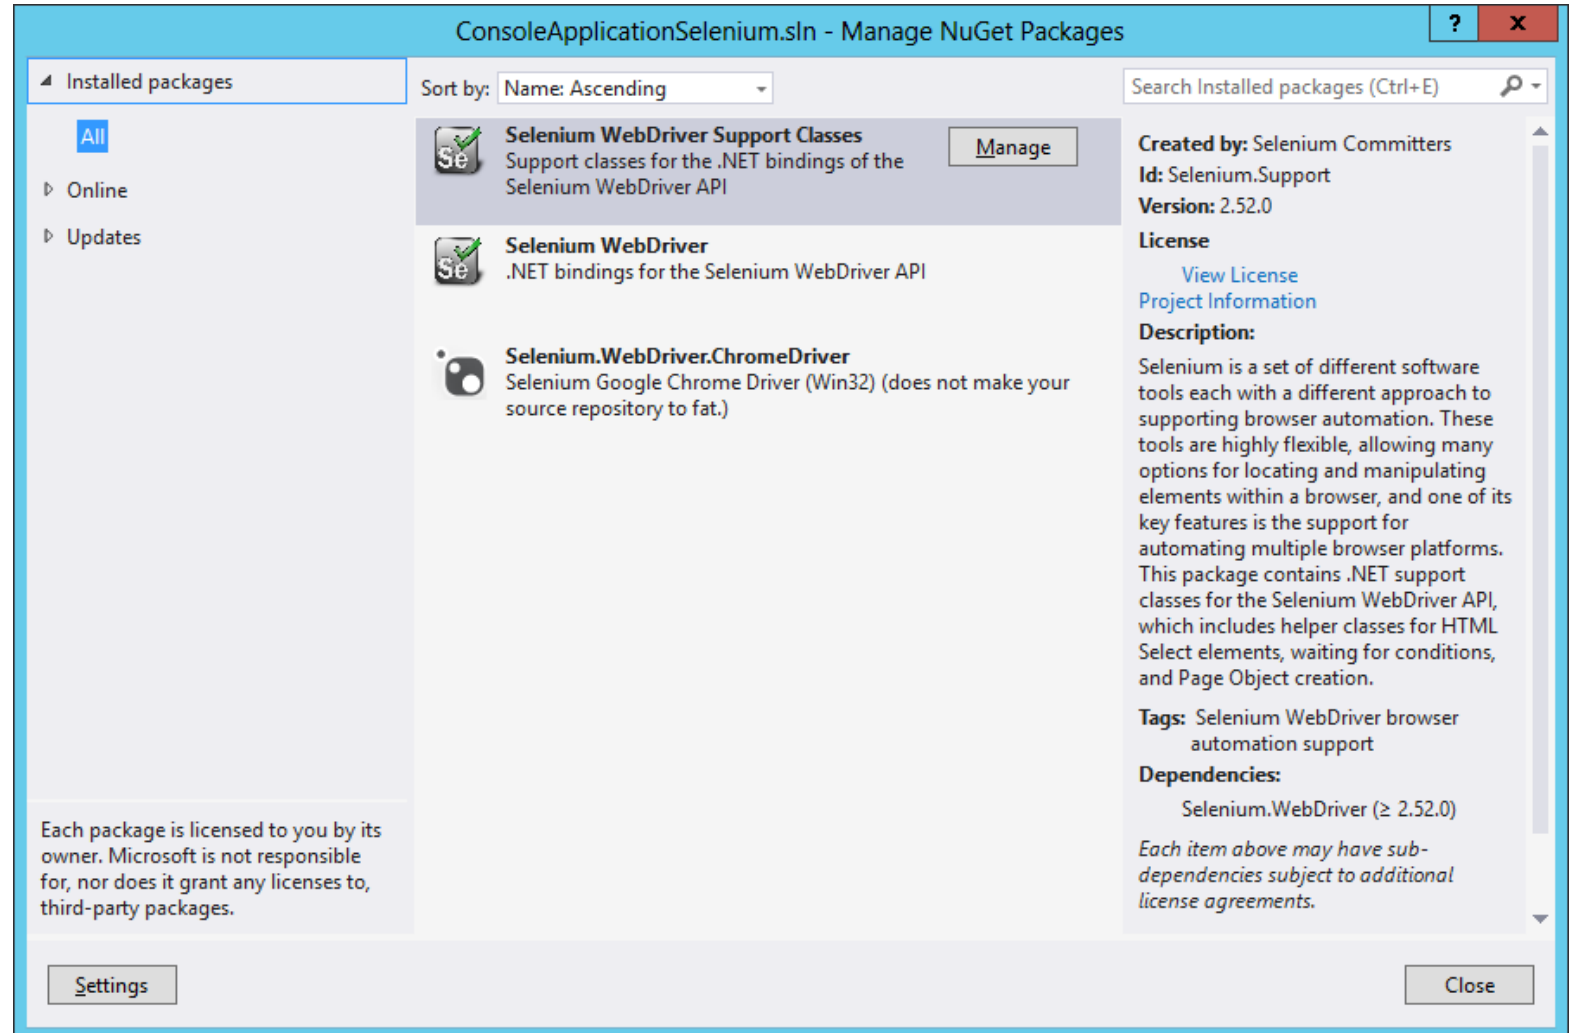 ConsoleApplicationSelenium.sln - Manage NuGet Packages
?
x
Installed packages
All
Online
Updates
Each package is licensed to you by its
owner. Microsoft is not responsible
for, nor does it grant any licenses to,
third-party packages.
Sort by: Name: Ascending
Se
Selenium WebDriver Support Classes
Support classes for the .NET bindings of the
Selenium WebDriver API
Manage
Se
Selenium WebDriver
.NET bindings for the Selenium WebDriver API
Selenium.WebDriver.ChromeDriver
Selenium Google Chrome Driver (Win32) (does not make your
source repository to fat.)
Search Installed packages (Ctrl+E)
Created by: Selenium Committers
Id: Selenium.Support
Version: 2.52.0
License
View License
Project Information
Description:
Selenium is a set of different software
tools each with a different approach to
supporting browser automation. These
tools are highly flexible, allowing many
options for locating and manipulating
elements within a browser, and one of its
key features is the support for
automating multiple browser platforms.
This package contains .NET support
classes for the Selenium WebDriver API,
which includes helper classes for HTML
Select elements, waiting for conditions,
and Page Object creation.
Tags: Selenium WebDriver browser
automation support
Dependencies:
Selenium.WebDriver (≥ 2.52.0)
Each item above may have sub-
dependencies subject to additional
license agreements.
Settings
Close